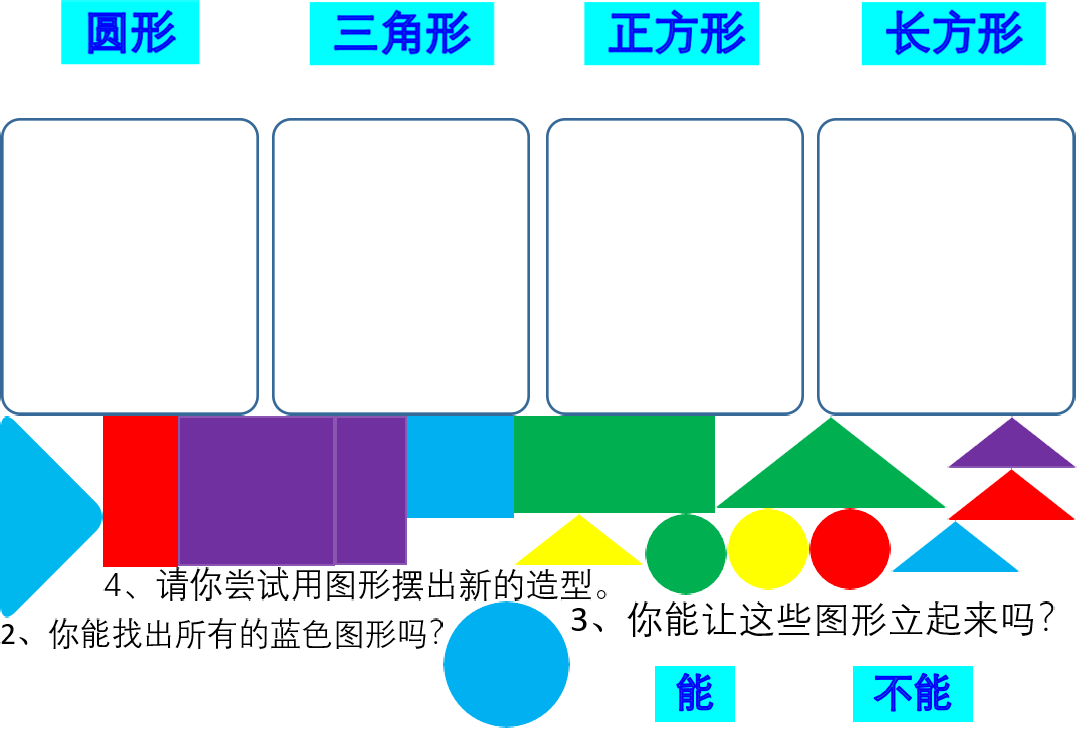 圆形
三角形
正方形
长方形
4、请你尝试用图形摆出新的造型。
2、你能找出所有的蓝色图形吗?
3、你能让这些图形立起来吗?
能
不能